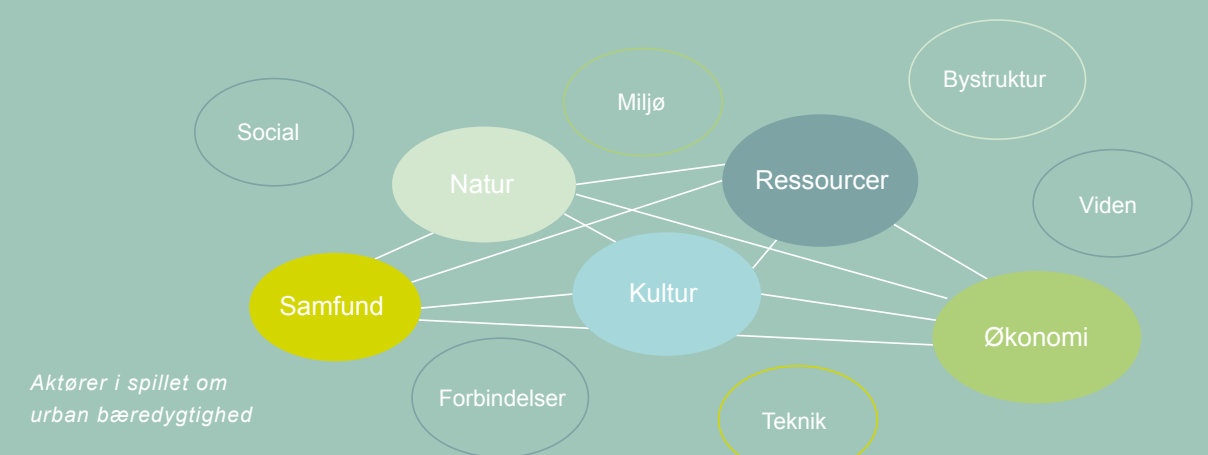 Bystruktur
Miljø
Social
Natur
Ressourcer
Viden
Samfund
Kultur
Økonomi
Aktører i spillet om
urban bæredygtighed
Forbindelser
Teknik